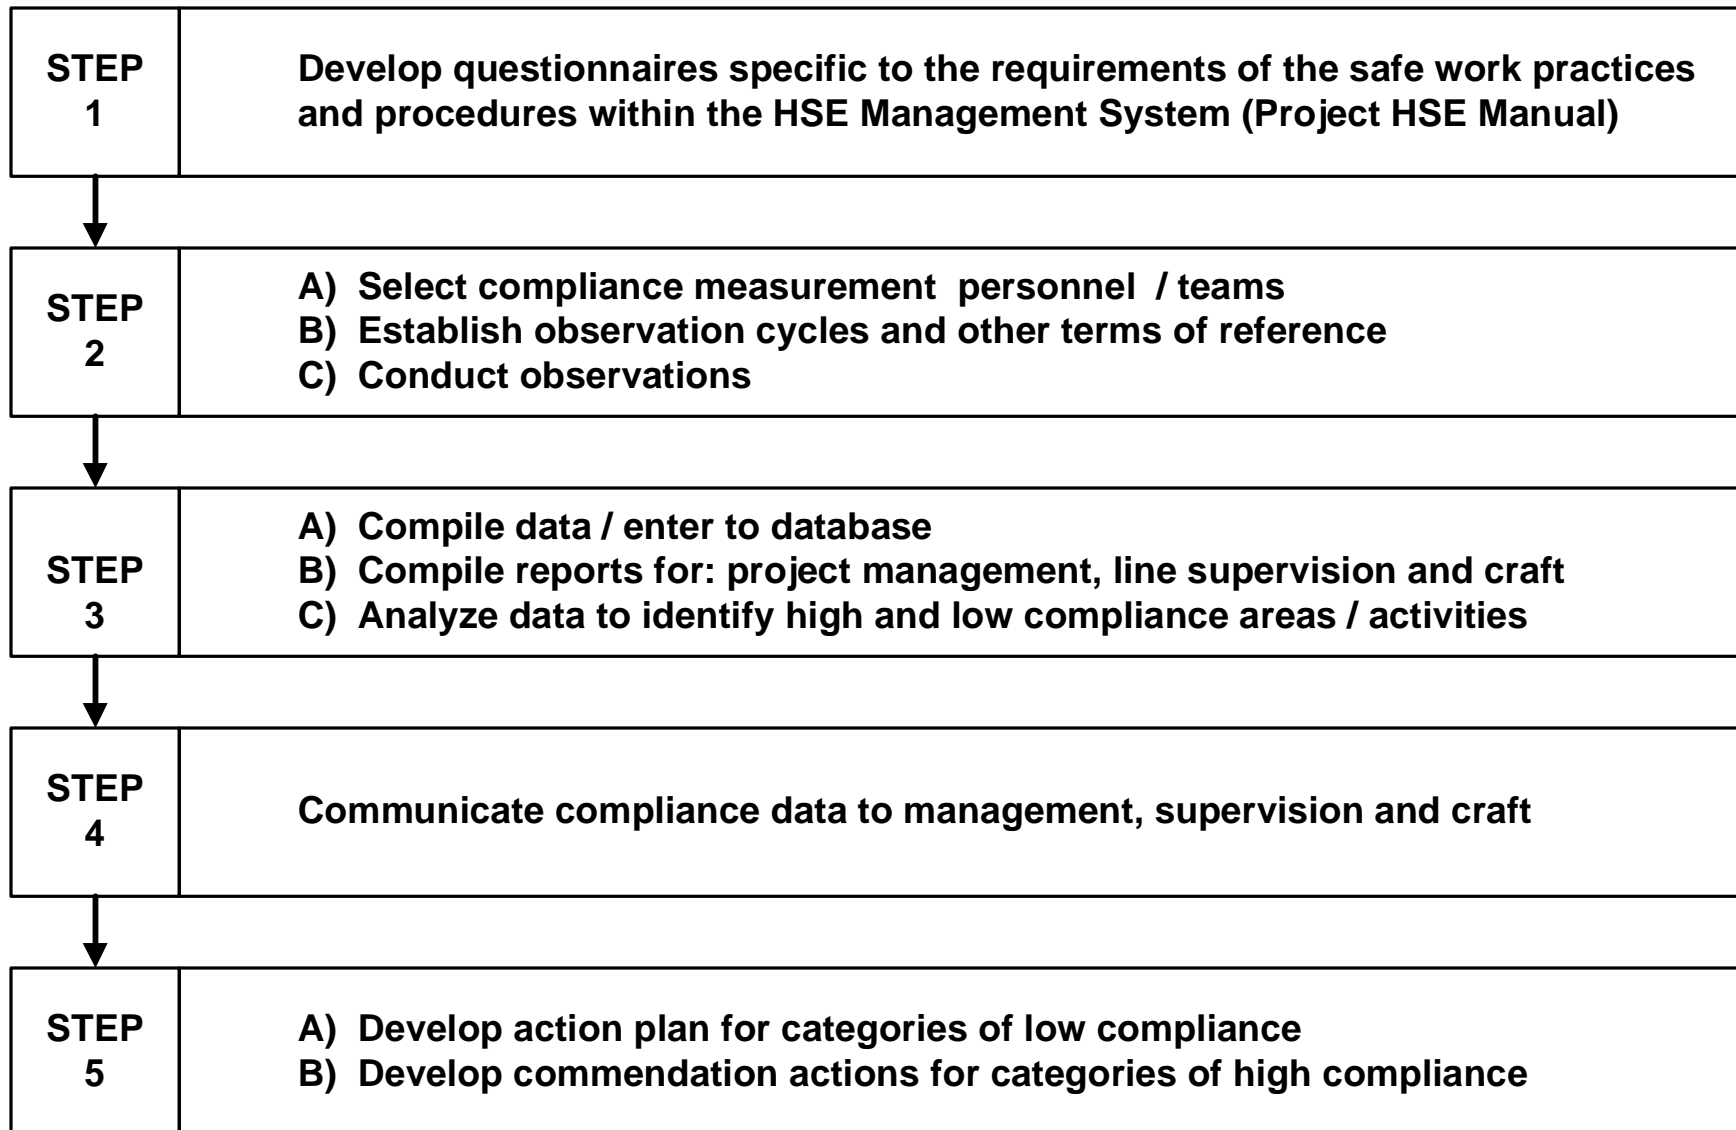 STEP
1
Develop questionnaires specific to the requirements of the safe work practices
and procedures within the HSE Management System (Project HSE Manual)
STEP
2
A) Select compliance measurement personnel / teams
B) Establish observation cycles and other terms of reference
C) Conduct observations
STEP
3
A) Compile data / enter to database
B) Compile reports for: project management, line supervision and craft
C) Analyze data to identify high and low compliance areas / activities
STEP
4
Communicate compliance data to management, supervision and craft
STEP
5
A) Develop action plan for categories of low compliance
B) Develop commendation actions for categories of high compliance